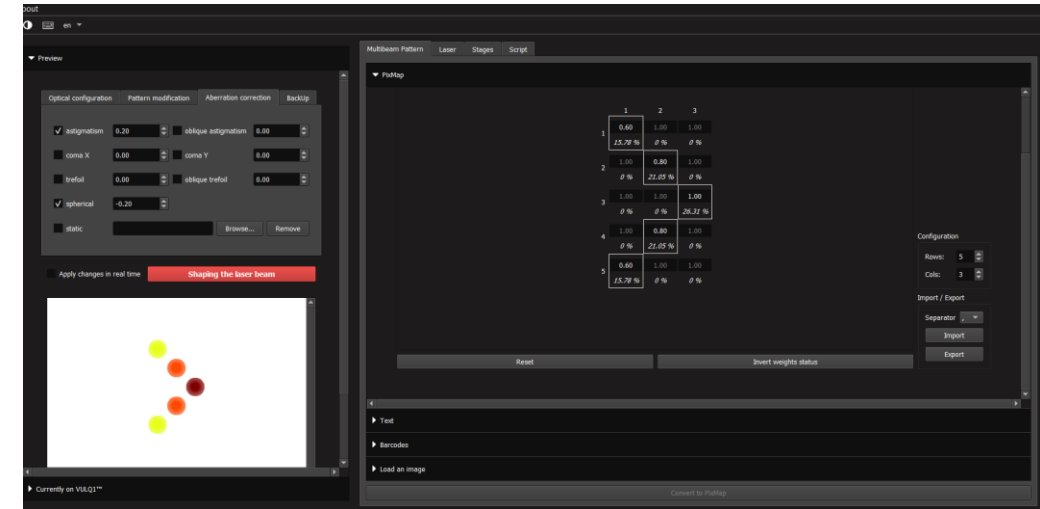 bout
en
Preview
Optical configuration Pattern modification Aberration correction BackUp
astigmatism 0.20 oblique astigmatism 0.00
coma X 0.00 coma Y 0.00
trefoil 0.00 oblique trefoil 0.00
spherical -0.20
static Browse... Remove
Apply changes in real time Shaping the laser beam
Currently on VULQ1™
Multibeam Pattern Laser Stages Script
PixMap
1 2 3
1 0.60 1.00 1.00
15.78 % 0 % 0 %
2 1.00 0.80 1.00
0 % 21.05 % 0 %
3 1.00 1.00 1.00
0 % 0 % 26.31 %
4 1.00 0.80 1.00
0 % 21.05 % 0 %
5 0.60 1.00 1.00
15.78 % 0 % 0 %
Configuration
Rows: 5
Cols: 3
Import / Export
Separator ,
Import
Export
Reset Invert weights status
Text
Barcodes
Load an image
Convert to PixMap